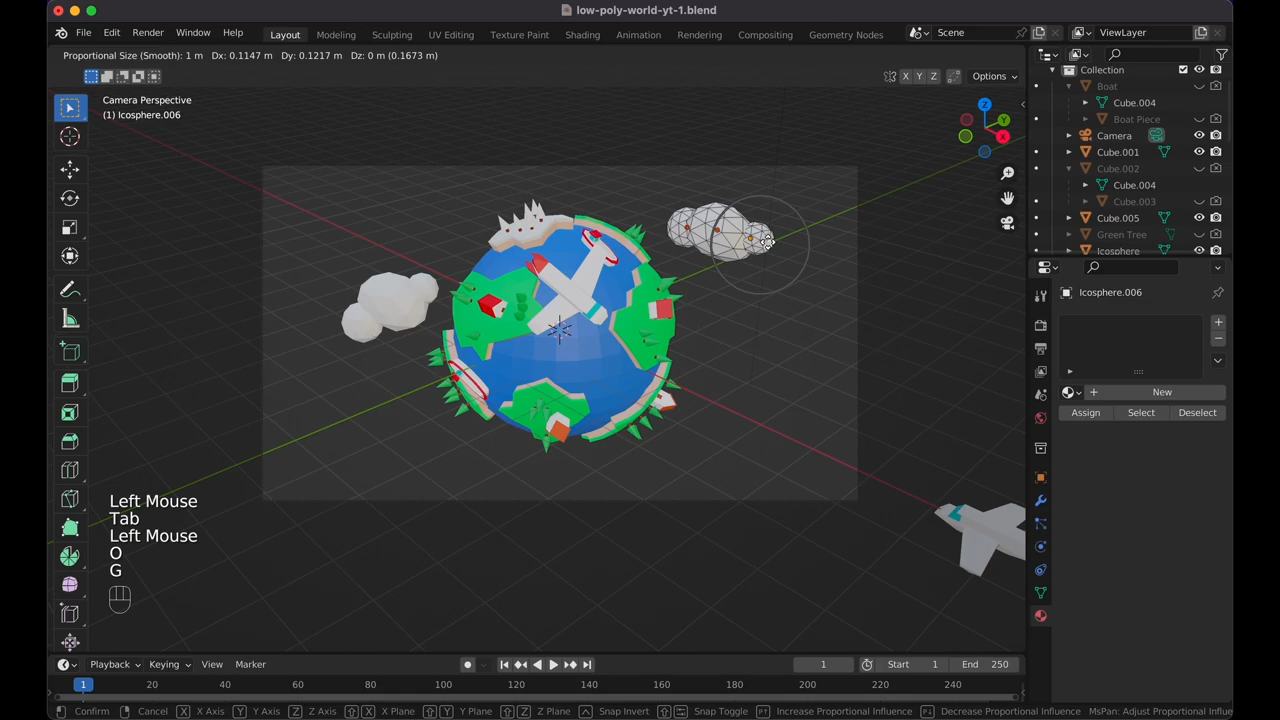 low-poly-world-yt-1.blend
File Edit Render Window Help Layout Modeling Sculpting UV Editing Texture Paint Shading Animation Rendering Compositing Geometry Nodes Scene ViewLayer
Proportional Size (Smooth): 1 m Dx: 0.1147 m Dy: 0.1217 m Dz: 0 m (0.1673 m)
X Y Z Options
Camera Perspective
(1) Icosphere.006
Z
Y
X
Collection
Boat
Cube.004
Boat Piece
Camera
Cube.001
Cube.002
Cube.004
Cube.003
Cube.005
Green Tree
Icosphere
Icosphere.006
New
Assign Select Deselect
Left Mouse
Tab
Left Mouse
O
G
Playback Keying View Marker 1 Start 1 End 250
1 20 40 60 80 100 120 140 160 180 200 220 240
Confirm Cancel X X Axis Y Y Axis Z Z Axis X X Plane Y Y Plane Z Z Plane Snap Invert Snap Toggle Increase Proportional Influence Decrease Proportional Influence MsPan: Adjust Proportional Influ